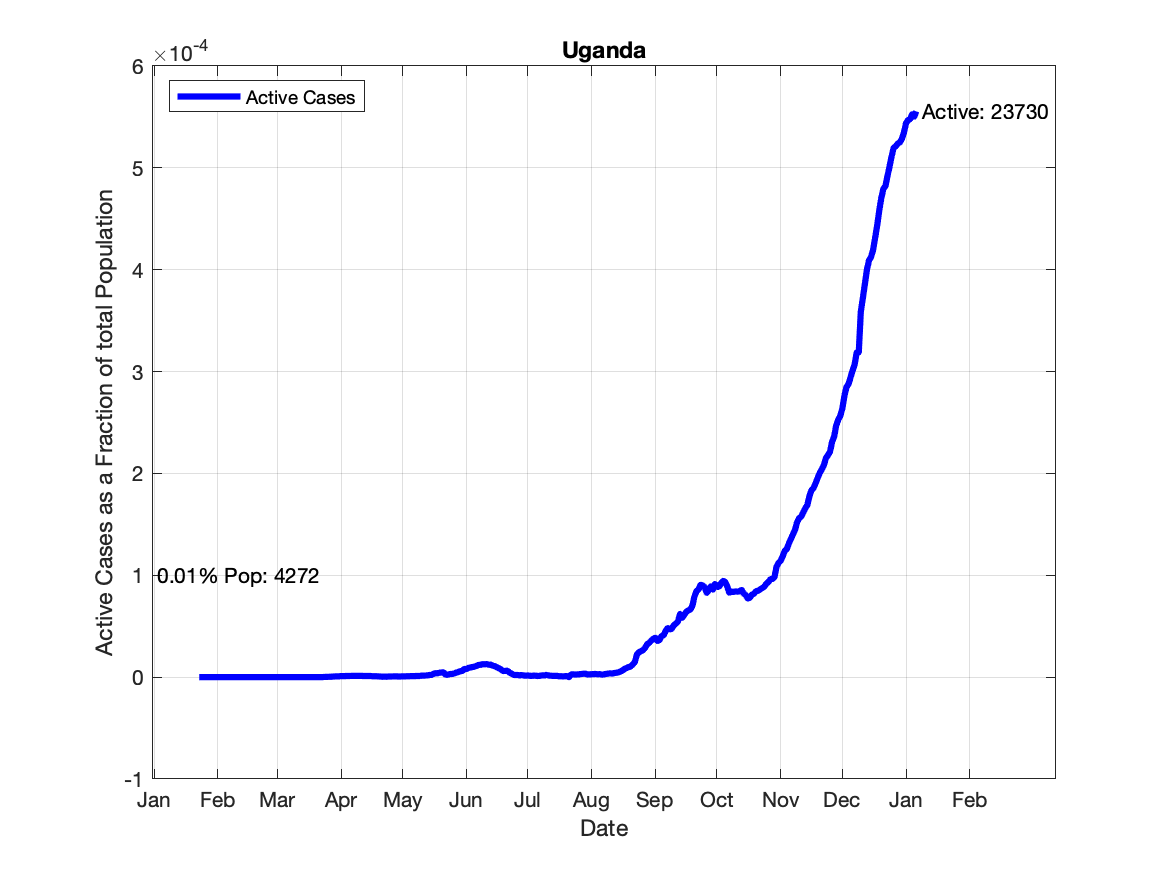 Uganda
×10-4
Active Cases
Active: 23730
6
5
4
3
2
1
0
-1
0.01% Pop: 4272
Active Cases as a Fraction of total Population
Jan Feb Mar Apr May Jun Jul Aug Sep Oct Nov Dec Jan Feb
Date